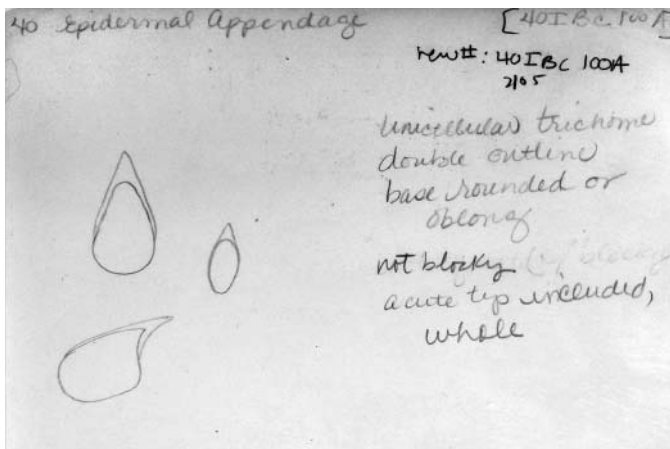 40 Epidermal Appendage
[40IBc.100A]
new#: 40IBC 100A
2/05
Unicellular trichome
double outline
base rounded or
oblong
not blocky
acute tip included,
whole